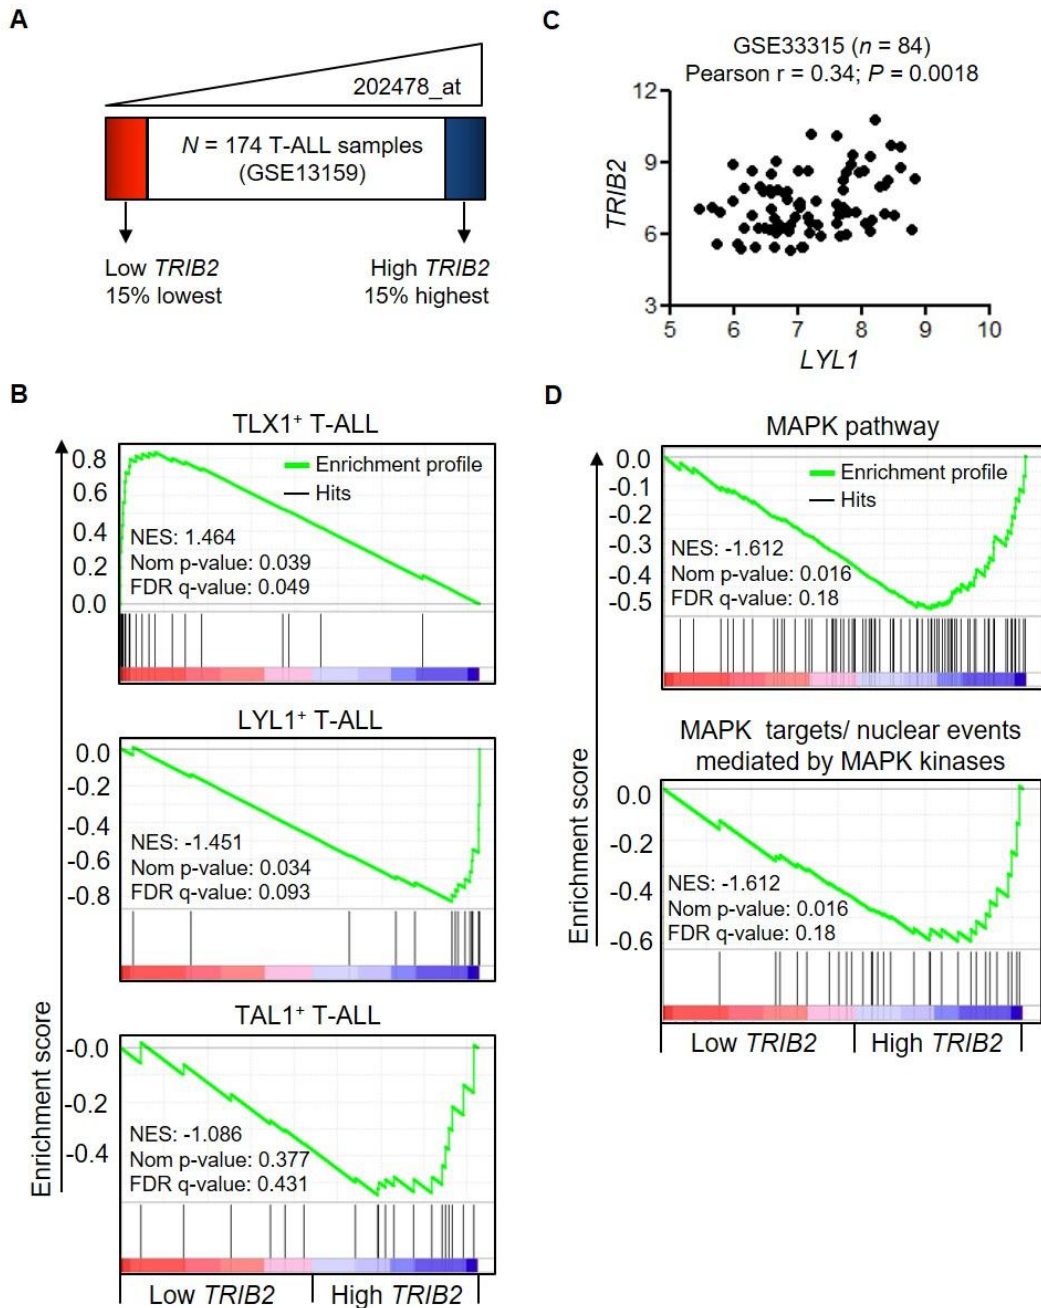 A
202478_at
N = 174 T-ALL samples
(GSE13159)
Low TRIB2
15% lowest
High TRIB2
15% highest
C
GSE33315 (n = 84)
Pearson r = 0.34; P = 0.0018
12
9
6
3
TRIB2
5 6 7 8 9 10
LYL1
B
TLX1+ T-ALL
Enrichment profile
Hits
0.8
0.6
0.4
0.2
0.0
NES: 1.464
Nom p-value: 0.039
FDR q-value: 0.049
LYL1+ T-ALL
0.0
-0.2
-0.4
-0.6
-0.8
NES: -1.451
Nom p-value: 0.034
FDR q-value: 0.093
TAL1+ T-ALL
-0.0
-0.2
-0.4
NES: -1.086
Nom p-value: 0.377
FDR q-value: 0.431
Enrichment score
Low TRIB2 High TRIB2
D
MAPK pathway
Enrichment profile
Hits
0.0
-0.1
-0.2
-0.3
-0.4
-0.5
NES: -1.612
Nom p-value: 0.016
FDR q-value: 0.18
MAPK targets/ nuclear events
mediated by MAPK kinases
0.0
-0.2
-0.4
-0.6
NES: -1.612
Nom p-value: 0.016
FDR q-value: 0.18
Enrichment score
Low TRIB2 High TRIB2